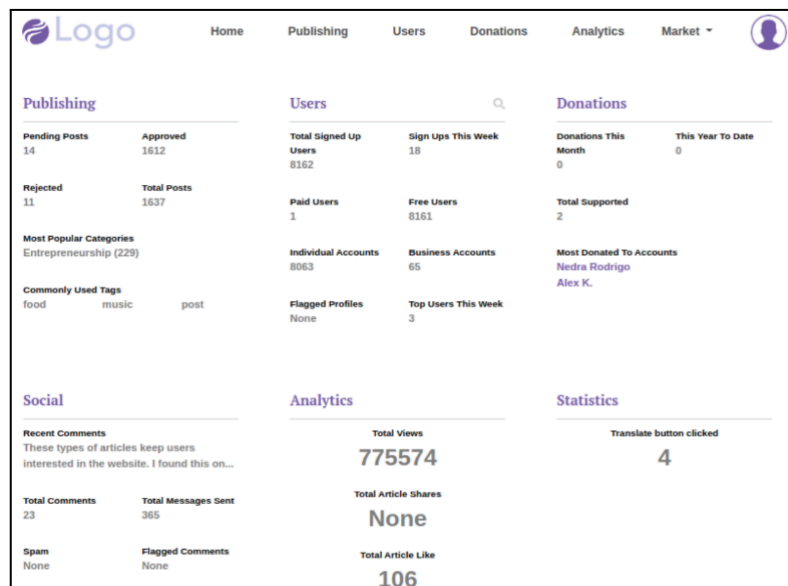 Logo
Home Publishing Users Donations Analytics Market
Publishing
Pending Posts Approved
14 1612
Rejected Total Posts
11 1637
Most Popular Categories
Entrepreneurship (229)
Commonly Used Tags
food music post
Users
Total Signed Up Users Sign Ups This Week
8162 18
Paid Users Free Users
1 8161
Individual Accounts Business Accounts
8063 65
Flagged Profiles Top Users This Week
None 3
Donations
Donations This Month This Year To Date
0 0
Total Supported
2
Most Donated To Accounts
Nedra Rodrigo
Alex K.
Social
Recent Comments
These types of articles keep users
interested in the website. I found this on...
Total Comments Total Messages Sent
23 365
Spam Flagged Comments
None None
Analytics
Total Views
775574
Total Article Shares
None
Total Article Like
106
Statistics
Translate button clicked
4